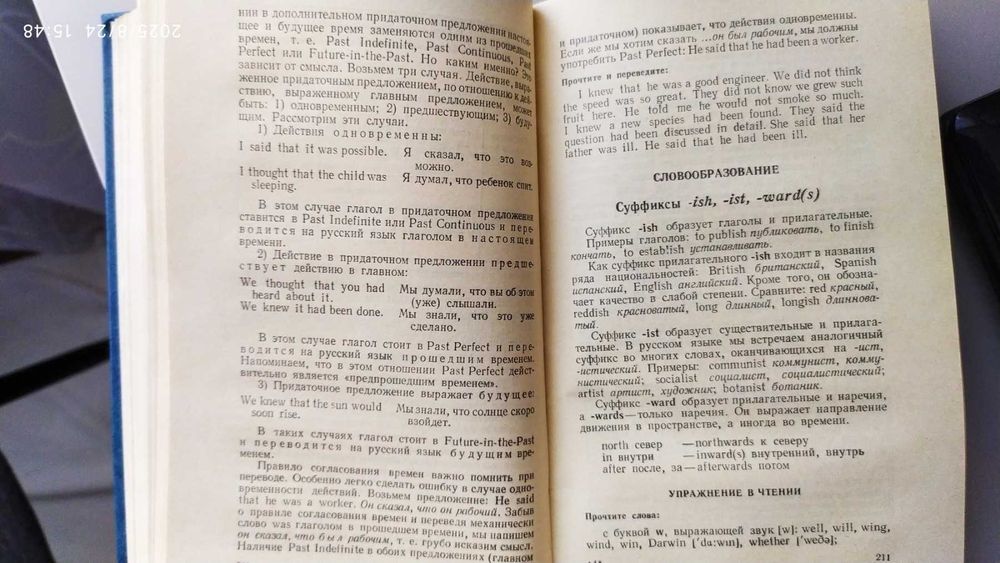 2025/8/24 15:48
нии в дополнительном придаточном предложении настоя-
щее и будущее время заменяются одним из прошедших
времен, т. е. Past Indefinite, Past Continuous, Past
Perfect или Future-in-the-Past. Но каким именно? Это
зависит от смысла. Возьмем три случая. Действие, выра-
женное придаточным предложением, по отношению к дей-
ствию, выраженному главным предложением, может
быть: 1) одновременным; 2) предшествующим; 3) буду-
щим. Рассмотрим эти случаи.
1) Действия одновременны:
I said that it was possible. Я сказал, что это воз-
можно.
I thought that the child was Я думал, что ребенок спит.
sleeping.
В этом случае глагол в придаточном предложении
ставится в Past Indefinite или Past Continuous и пере-
водится на русский язык глаголом в настоящем
времени.
2) Действие в придаточном предложении предше-
ствует действию в главном:
We thought that you had Мы думали, что вы об этом
heard about it. (уже) слышали.
We knew it had been done. Мы знали, что это уже
сделано.
В этом случае глагол стоит в Past Perfect и пере-
водится на русский язык прошедшим временем.
Напоминаем, что в этом отношении Past Perfect дейст-
вительно является «предпрошедшим временем».
3) Придаточное предложение выражает будущее:
We knew that the sun would Мы знали, что солнце скоро
soon rise. взойдет.
В таких случаях глагол стоит в Future-in-the-Past
и переводится на русский язык будущим вре-
менем.
Правило согласования времен важно помнить при
переводе. Особенно легко сделать ошибку в случае одно-
временности действий. Возьмем предложение: He said
that he was a worker. Он сказал, что он рабочий. Забыв
о правиле согласования времен и переведя механически
слово was глаголом в прошедшем времени, мы напишем
он сказал, что был рабочим, т. е. грубо исказим смысл.
Наличие Past Indefinite в обоих предложениях (главном
и придаточном) показывает, что действия одновременны.
Если же мы хотим сказать ...он был рабочим, мы должны
употребить Past Perfect: He said that he had been a worker.
Прочтите и переведите:
I knew that he was a good engineer. We did not think
the speed was so great. They did not know we grew such
fruit here. He told me he would not smoke so much.
I knew a new species had been found. They said the
question had been discussed in detail. She said that her
father was ill. He said that he had been ill.
СЛОВООБРАЗОВАНИЕ
Суффиксы -ish, -ist, -ward(s)
Суффикс -ish образует глаголы и прилагательные.
Примеры глаголов: to publish публиковать, to finish
кончать, to establish устанавливать.
Как суффикс прилагательного -ish входит в названия
ряда национальностей: British британский, Spanish
испанский, English английский. Кроме того, он обозна-
чает качество в слабой степени. Сравните: red красный,
reddish красноватый, long длинный, longish длиннова-
тый.
Суффикс -ist образует существительные и прилага-
тельные. В русском языке мы встречаем аналогичный
суффикс во многих словах, оканчивающихся на -ист,
-истический. Примеры: communist коммунист, комму-
нистический; socialist социалист, социалистический;
artist артист, художник; botanist ботаник.
Суффикс -ward образует прилагательные и наречия,
а -wards—только наречия. Он выражает направление
движения в пространстве, а иногда во времени.
north север —northwards к северу
in внутри —inward(s) внутренний, внутрь
after после, за—afterwards потом
УПРАЖНЕНИЕ В ЧТЕНИИ
Прочтите слова:
с буквой w, выражающей звук [w]: well, will, wing,
wind, win, Darwin ['da:wɪn], whether ['weðə];
211